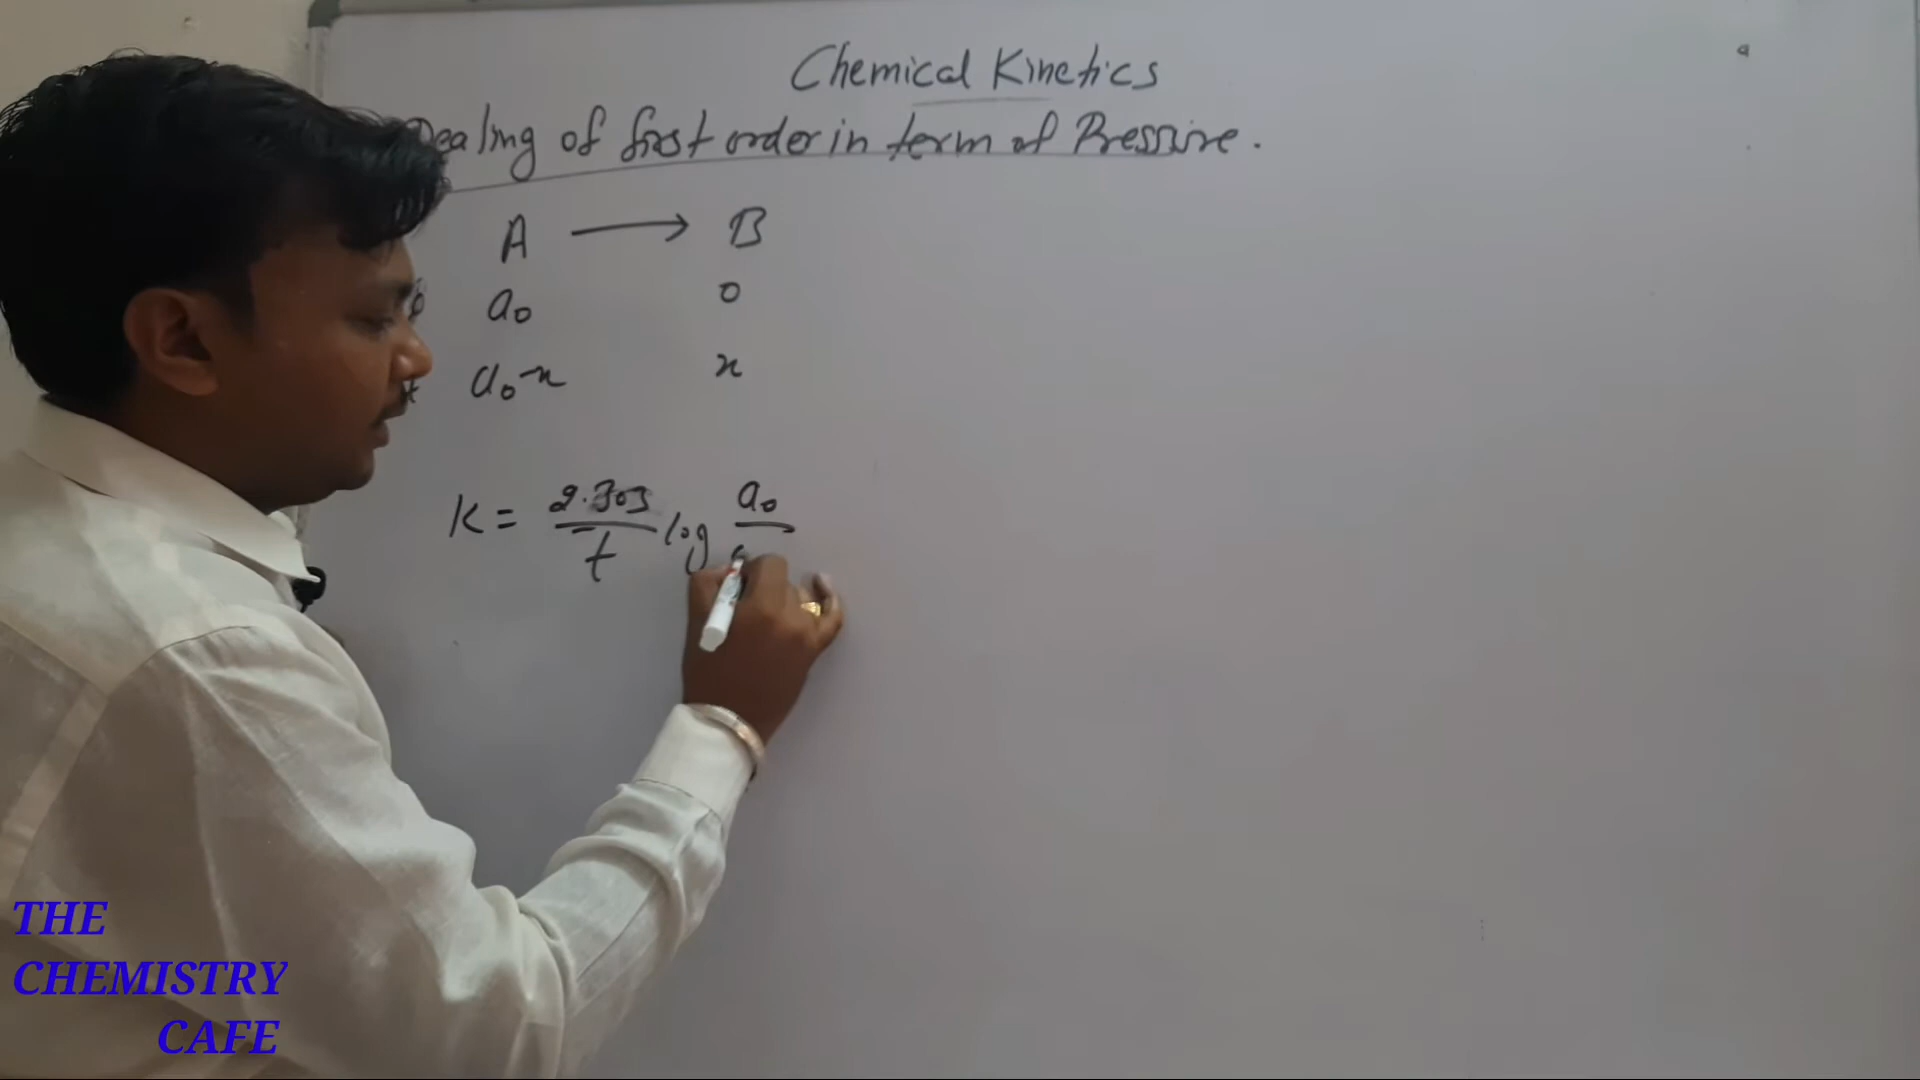 Chemical Kinetics
Dealing of first order in term of Pressure.
A → B
a₀ 0
t a₀-x x
K = 2.303/t log a₀/
THE
CHEMISTRY
CAFE